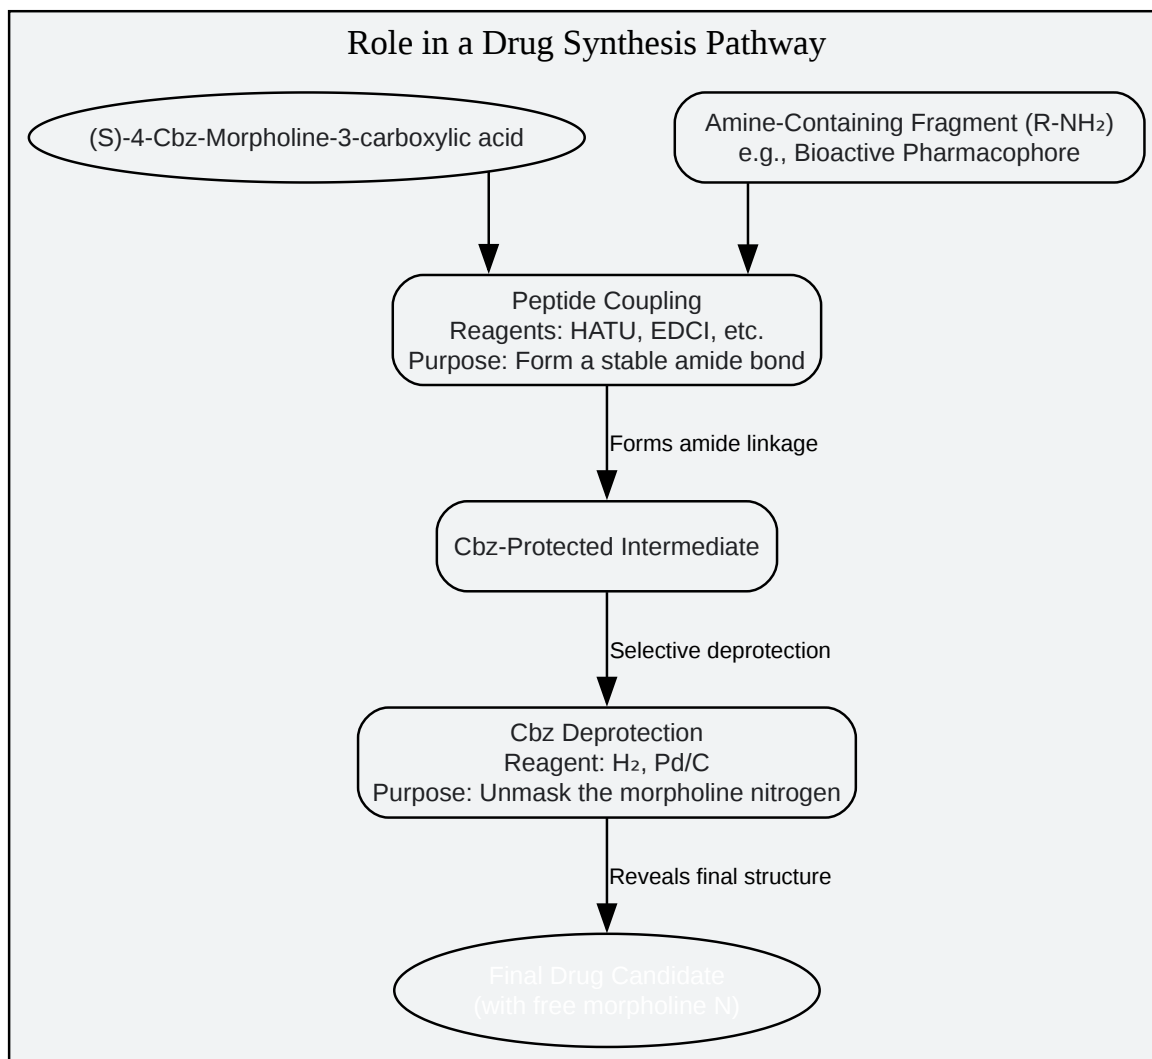 Role in a Drug Synthesis Pathway
(S)-4-Cbz-Morpholine-3-carboxylic acid
Amine-Containing Fragment (R-NH₂)
e.g., Bioactive Pharmacophore
Peptide Coupling
Reagents: HATU, EDCI, etc.
Purpose: Form a stable amide bond
Forms amide linkage
Cbz-Protected Intermediate
Selective deprotection
Cbz Deprotection
Reagent: H₂, Pd/C
Purpose: Unmask the morpholine nitrogen
Reveals final structure
Final Drug Candidate
(with free morpholine N)